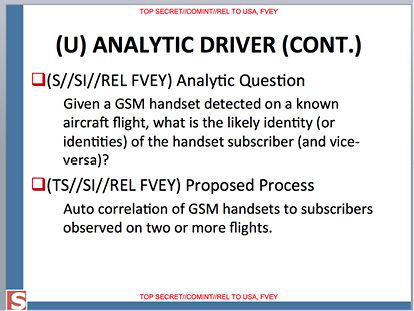 TOP SECRET//COMINT//REL TO USA, FVEY
(U) ANALYTIC DRIVER (CONT.)
(S//SI//REL FVEY) Analytic Question
Given a GSM handset detected on a known
aircraft flight, what is the likely identity (or
identities) of the handset subscriber (and vice-
versa)?
(TS//SI//REL FVEY) Proposed Process
Auto correlation of GSM handsets to subscribers
observed on two or more flights.
S
TOP SECRET//COMINT//REL TO USA, FVEY